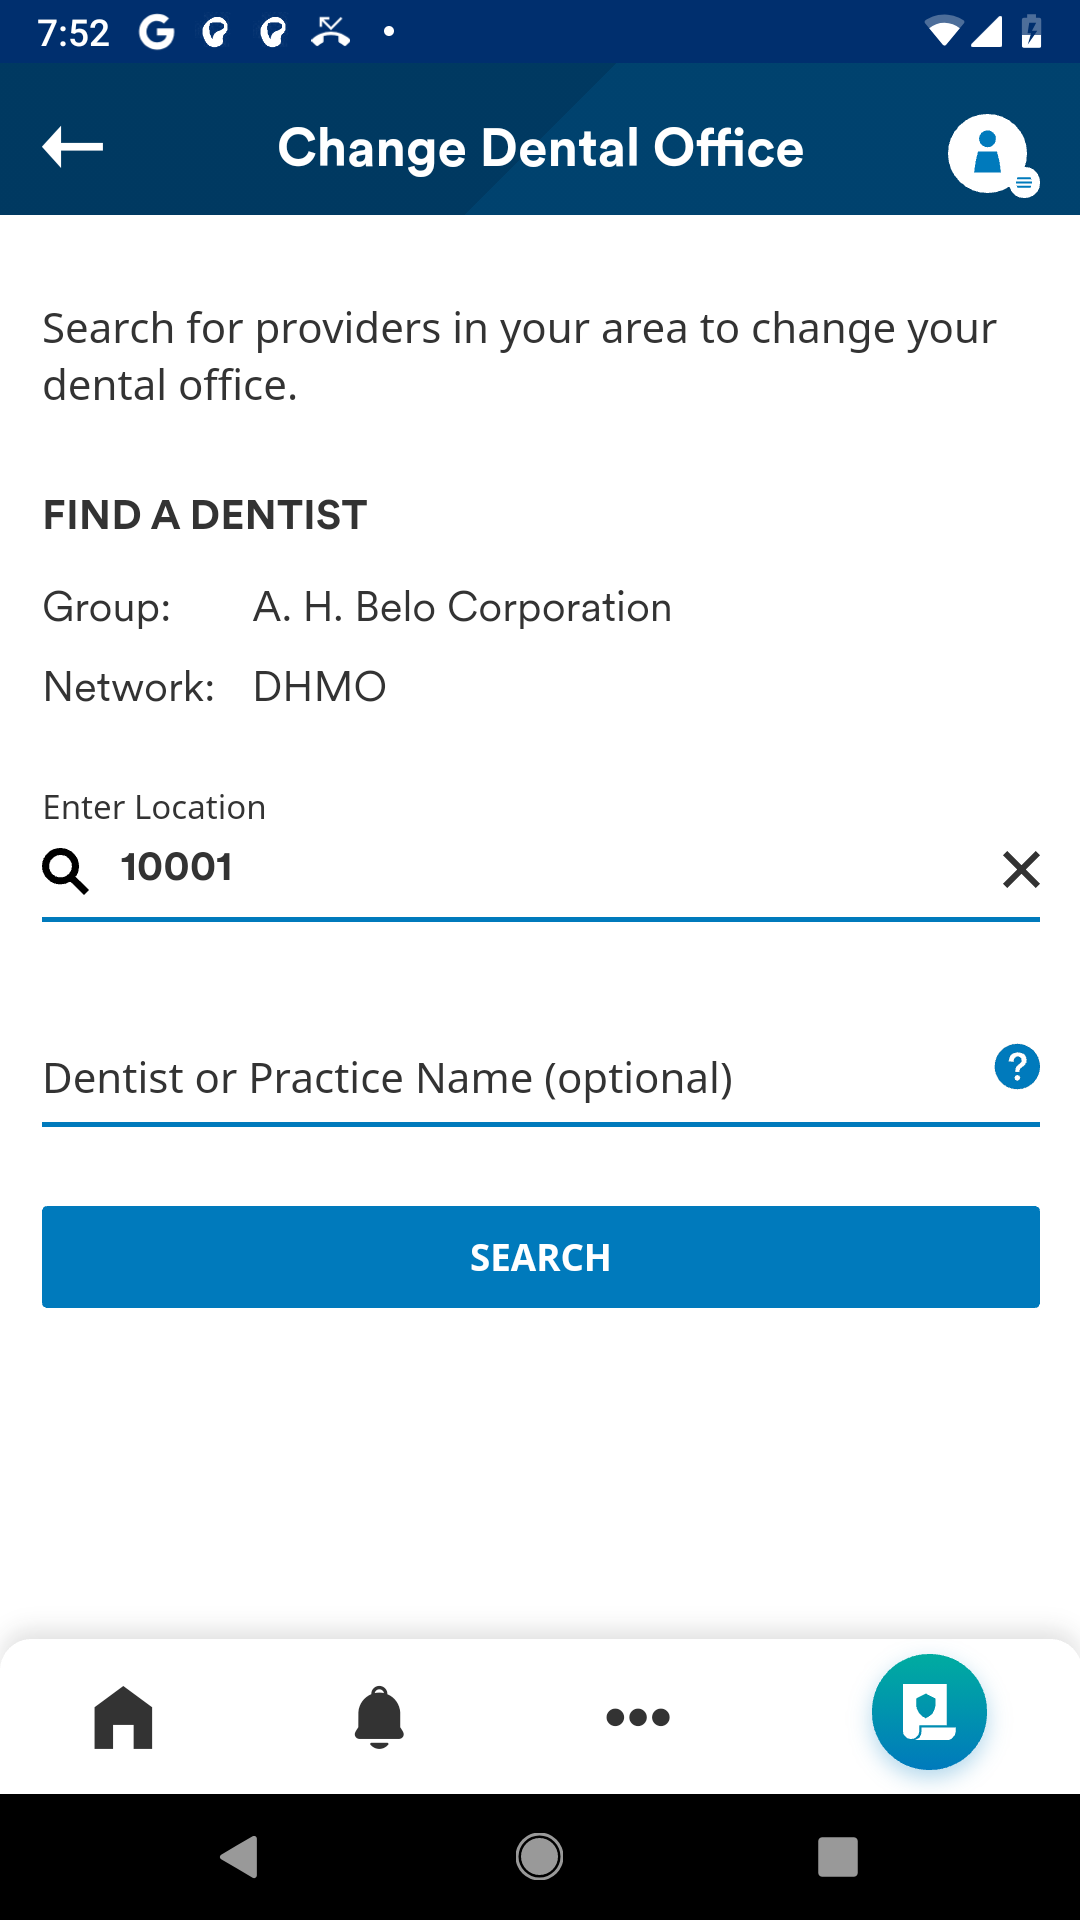 7:52
Change Dental Office
Search for providers in your area to change your
dental office.
FIND A DENTIST
Group: A. H. Belo Corporation
Network: DHMO
Enter Location
10001
Dentist or Practice Name (optional)
?
SEARCH